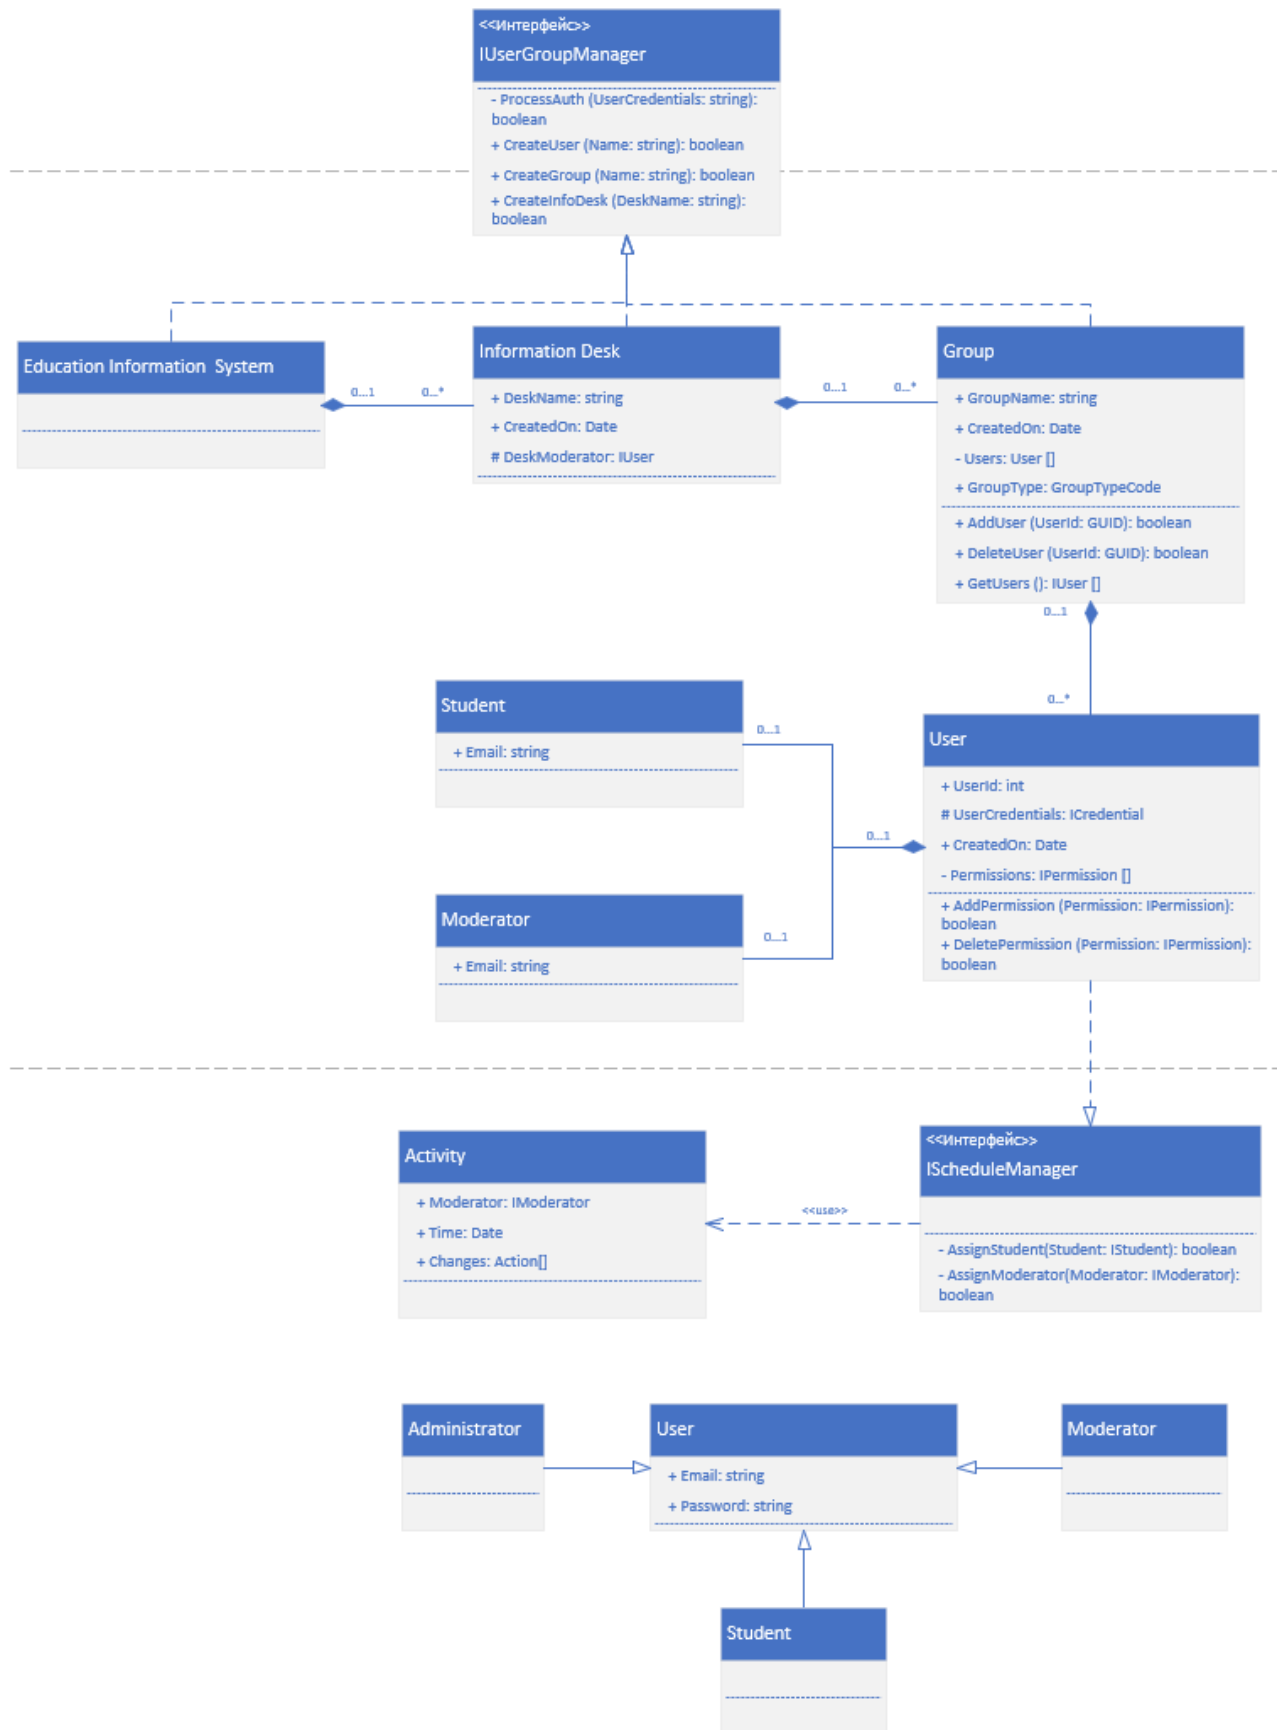 <<Интерфейс>>
IUserGroupManager
- ProcessAuth (UserCredentials: string):
boolean
+ CreateUser (Name: string): boolean
+ CreateGroup (Name: string): boolean
+ CreateInfoDesk (DeskName: string):
boolean
Education Information System
0...1
0...*
Information Desk
+ DeskName: string
+ CreatedOn: Date
# DeskModerator: IUser
0...1
0...*
Group
+ GroupName: string
+ CreatedOn: Date
- Users: User []
+ GroupType: GroupTypeCode
+ AddUser (UserId: GUID): boolean
+ DeleteUser (UserId: GUID): boolean
+ GetUsers (): IUser []
0...1
0...*
Student
+ Email: string
0...1
Moderator
+ Email: string
0...1
0...1
User
+ UserId: int
# UserCredentials: ICredential
+ CreatedOn: Date
- Permissions: IPermission []
+ AddPermission (Permission: IPermission):
boolean
+ DeletePermission (Permission: IPermission):
boolean
Activity
+ Moderator: IModerator
+ Time: Date
+ Changes: Action[]
<<use>>
<<Интерфейс>>
IScheduleManager
- AssignStudent(Student: IStudent): boolean
- AssignModerator(Moderator: IModerator):
boolean
Administrator
User
+ Email: string
+ Password: string
Moderator
Student